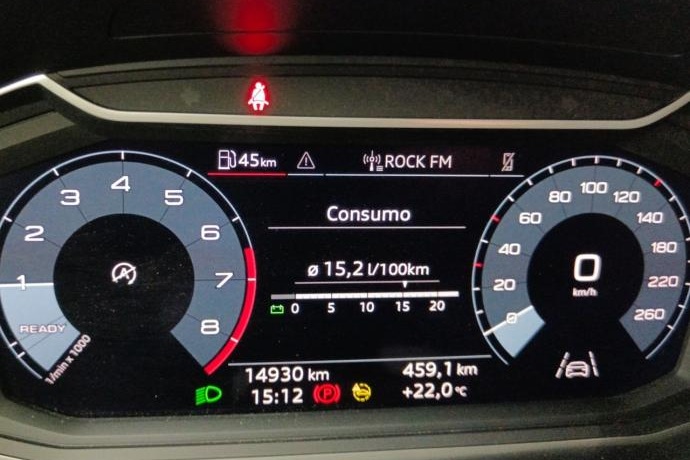 45 km
ROCK FM
Consumo
ø 15,2 l/100km
0 5 10 15 20
1 2 3 4 5 6 7 8
READY
1/min x 1000
0 20 40 60 80 100 120 140 180 220 260
0
km/h
14930 km
459,1 km
15:12
P
+22,0 °C
A